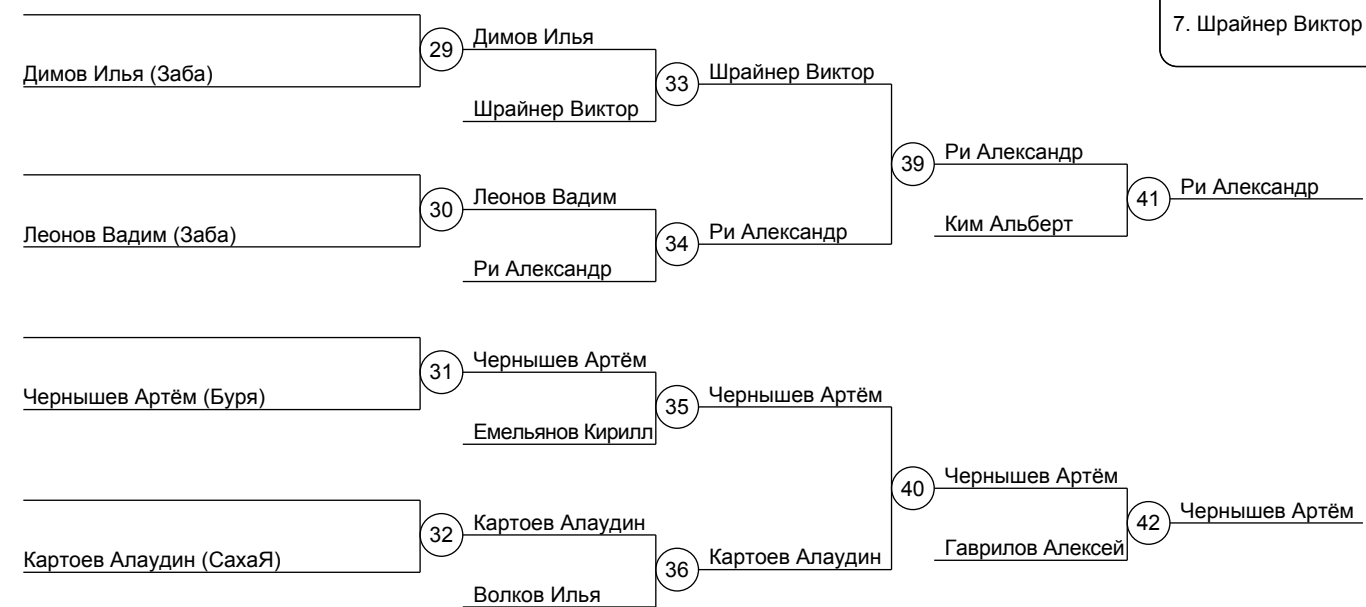 7. Шрайнер Виктор
29
Димов Илья
Димов Илья (Заба)
33
Шрайнер Виктор
Шрайнер Виктор
39
Ри Александр
30
Леонов Вадим
41
Ри Александр
Леонов Вадим (Заба)
34
Ри Александр
Ким Альберт
Ри Александр
31
Чернышев Артём
Чернышев Артём (Буря)
35
Чернышев Артём
Емельянов Кирилл
40
Чернышев Артём
32
Картоев Алаудин
42
Чернышев Артём
Картоев Алаудин (СахаЯ)
36
Картоев Алаудин
Гаврилов Алексей
Волков Илья